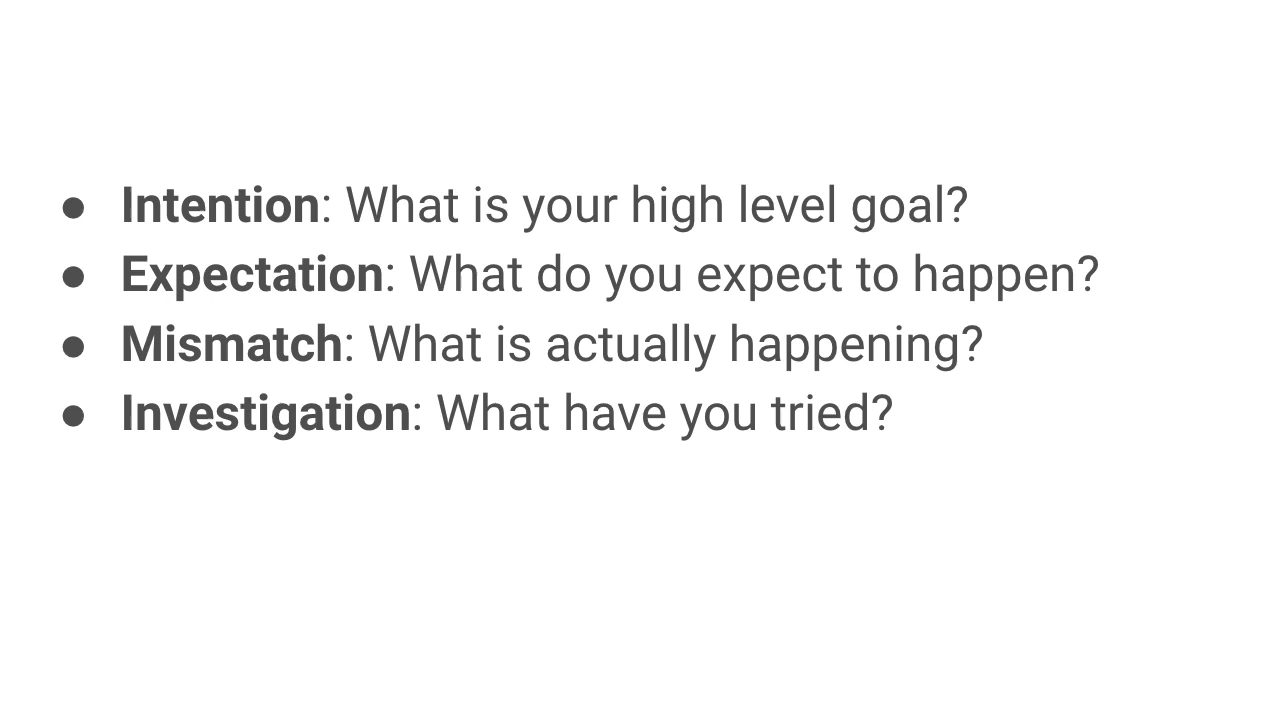 ● Intention: What is your high level goal?
● Expectation: What do you expect to happen?
● Mismatch: What is actually happening?
● Investigation: What have you tried?